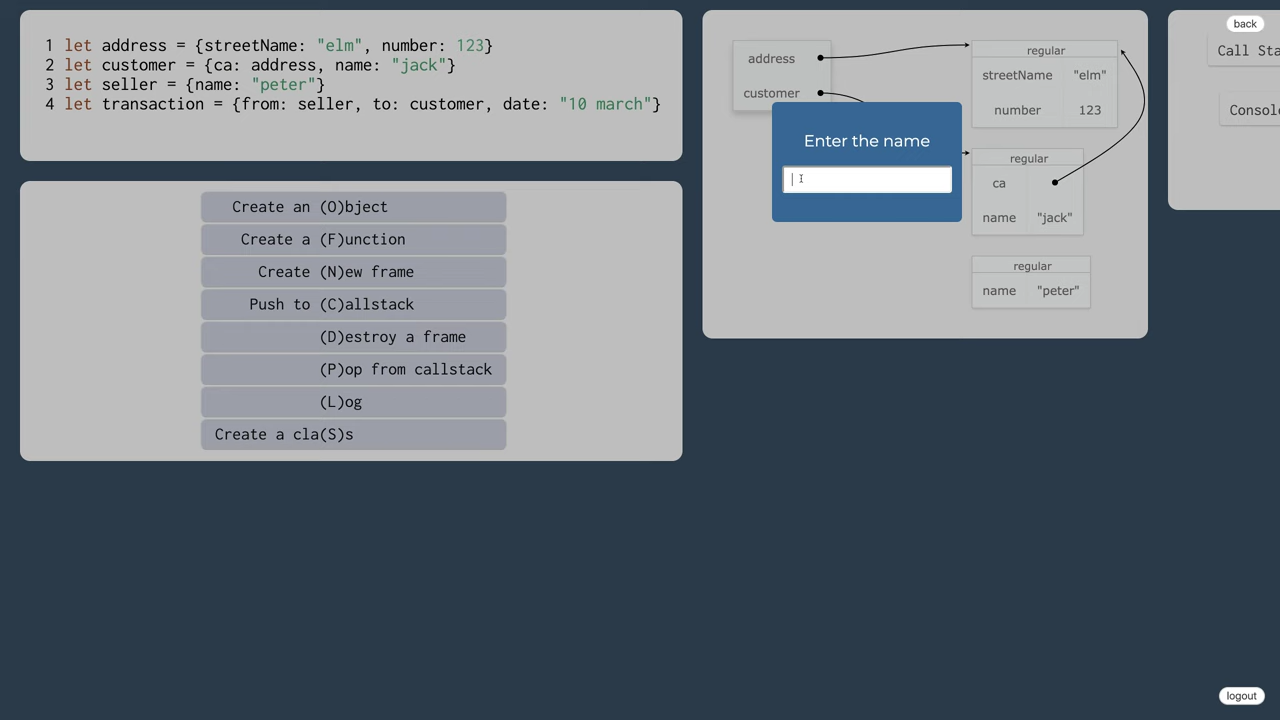 1 let address = {streetName: "elm", number: 123}
2 let customer = {ca: address, name: "jack"}
3 let seller = {name: "peter"}
4 let transaction = {from: seller, to: customer, date: "10 march"}
Create an (O)bject
Create a (F)unction
Create (N)ew frame
Push to (C)allstack
(D)estroy a frame
(P)op from callstack
(L)og
Create a cla(S)s
address
customer
Enter the name
regular
streetName "elm"
number 123
regular
ca
name "jack"
regular
name "peter"
back
Call Sta
Console
logout